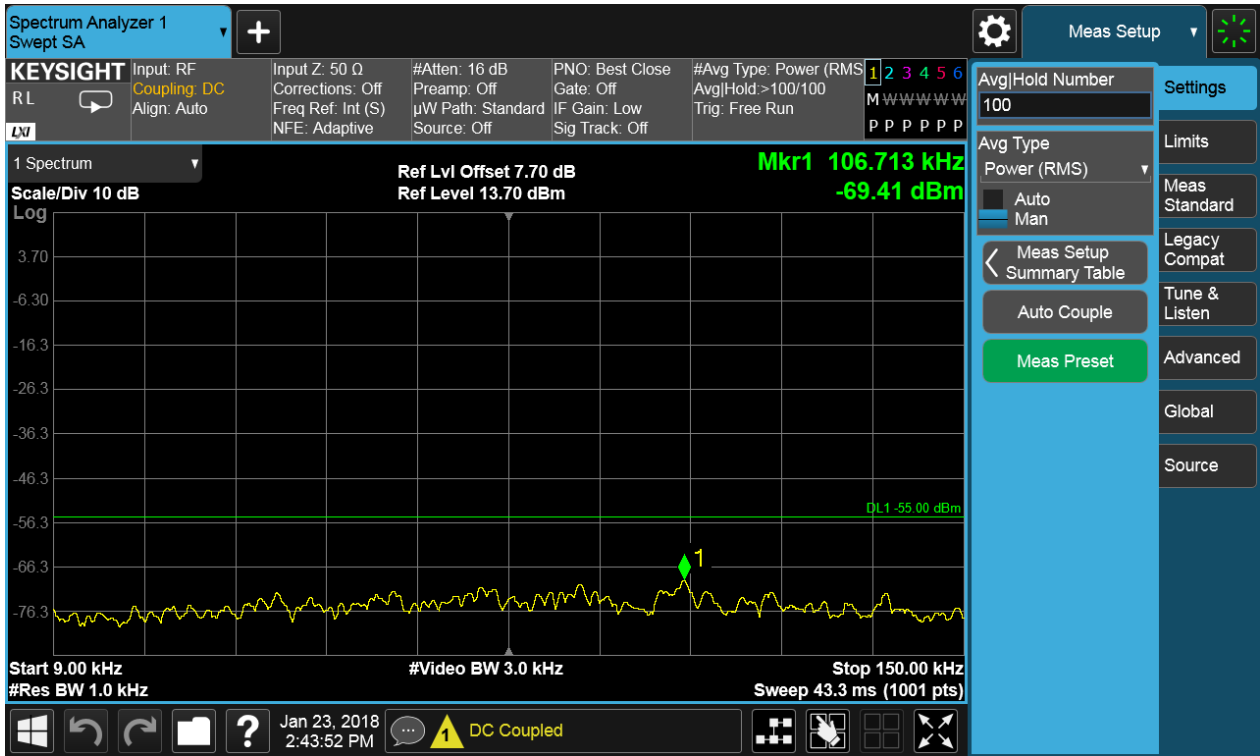 Spectrum Analyzer 1
Swept SA
+
Meas Setup
KEYSIGHT
RL
LXI
Input: RF
Coupling: DC
Align: Auto
Input Z: 50 Ω
Corrections: Off
Freq Ref: Int (S)
NFE: Adaptive
#Atten: 16 dB
Preamp: Off
µW Path: Standard
Source: Off
PNO: Best Close
Gate: Off
IF Gain: Low
Sig Track: Off
#Avg Type: Power (RMS
Avg|Hold:>100/100
Trig: Free Run
1 2 3 4 5 6
M W W W W W
P P P P P P
1 Spectrum
Scale/Div 10 dB
Log
Ref Lvl Offset 7.70 dB
Ref Level 13.70 dBm
Mkr1 106.713 kHz
-69.41 dBm
3.70
-6.30
-16.3
-26.3
-36.3
-46.3
-56.3
-66.3
-76.3
DL1 -55.00 dBm
1
Start 9.00 kHz
#Video BW 3.0 kHz
Stop 150.00 kHz
#Res BW 1.0 kHz
Sweep 43.3 ms (1001 pts)
Avg|Hold Number
100
Avg Type
Power (RMS)
Auto
Man
Meas Setup
Summary Table
Auto Couple
Meas Preset
Settings
Limits
Meas
Standard
Legacy
Compat
Tune &
Listen
Advanced
Global
Source
?
Jan 23, 2018
2:43:52 PM
1
DC Coupled